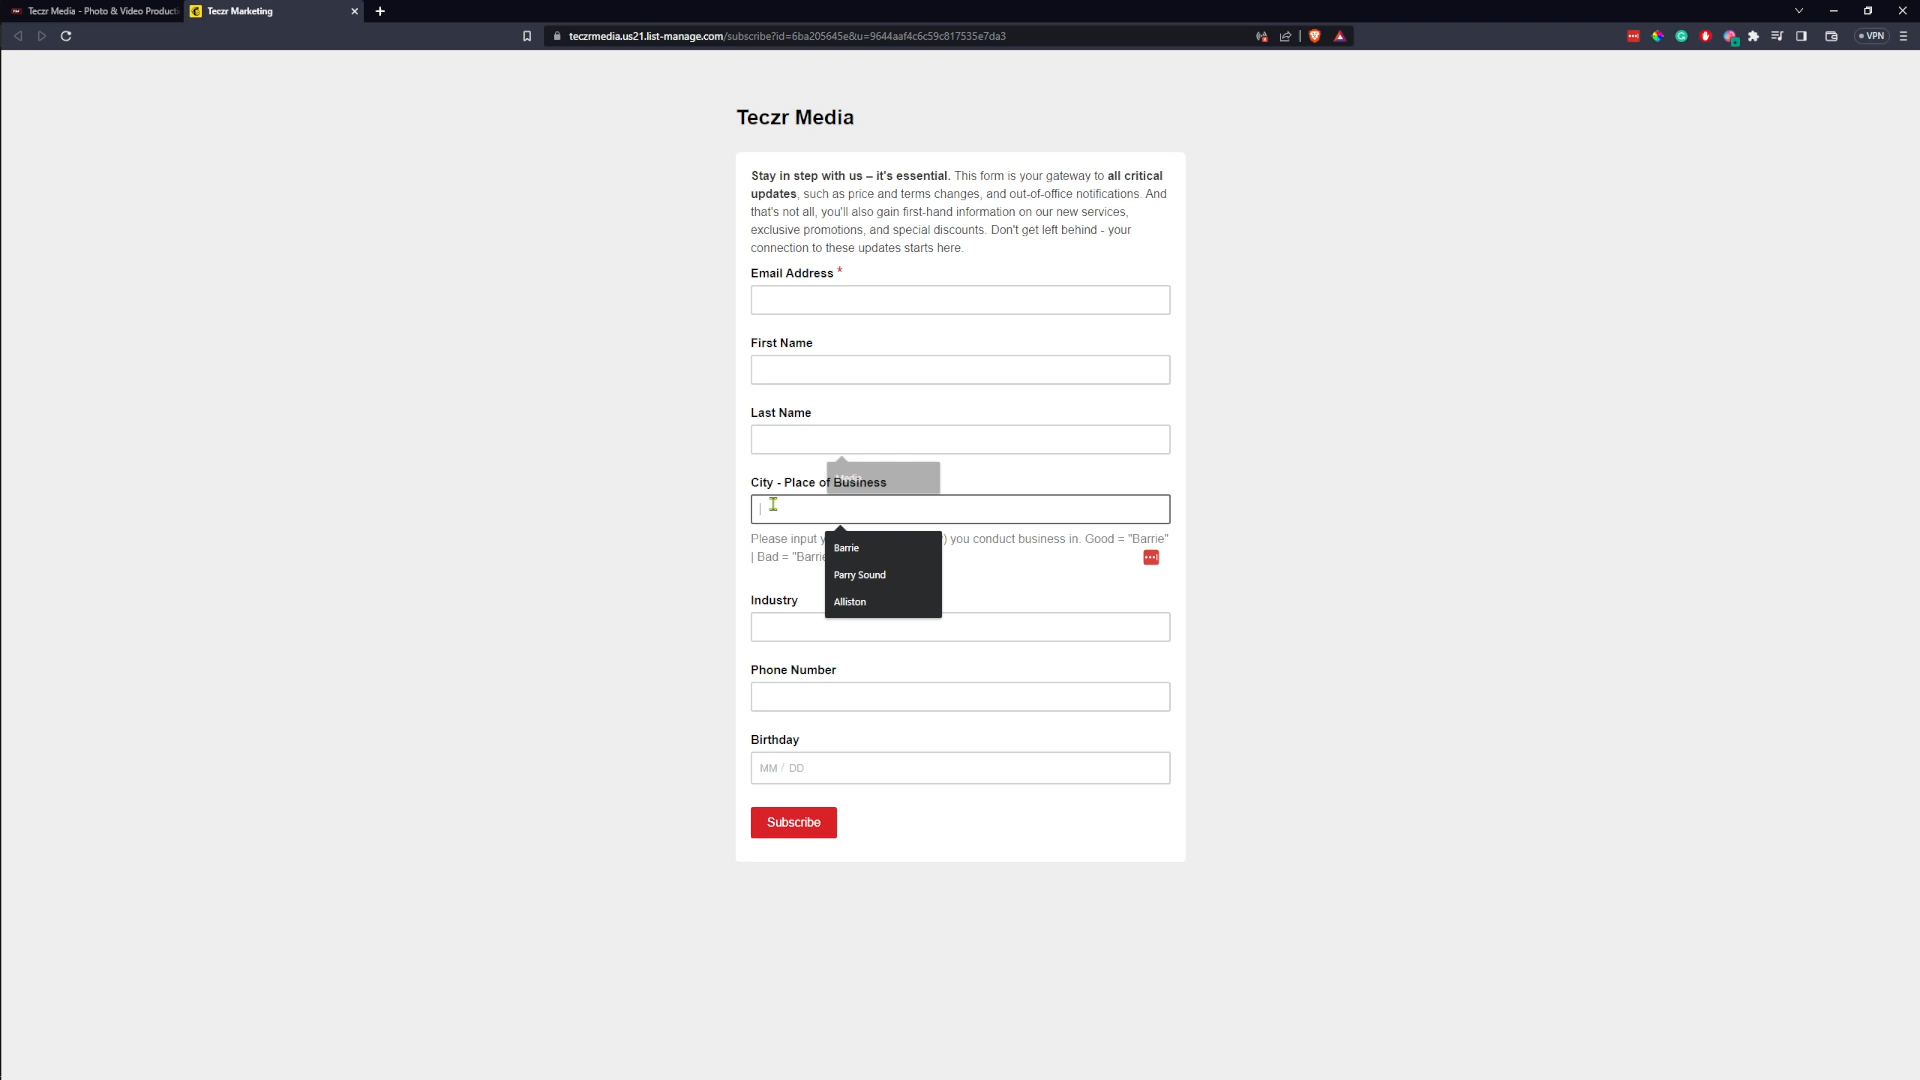 Teczr Media - Photo & Video Producti
Teczr Marketing
teczrmedia.us21.list-manage.com/subscribe?id=6ba205645e&u=9644aaf4c6c59c817535e7da3
VPN
Teczr Media
Stay in step with us – it's essential. This form is your gateway to all critical
updates, such as price and terms changes, and out-of-office notifications. And
that's not all, you'll also gain first-hand information on our new services,
exclusive promotions, and special discounts. Don't get left behind - your
connection to these updates starts here.
Email Address *
First Name
Last Name
City - Place of Business
Please input y) you conduct business in. Good = "Barrie"
| Bad = "Barrie
Barrie
Parry Sound
Alliston
Industry
Phone Number
Birthday
MM / DD
Subscribe